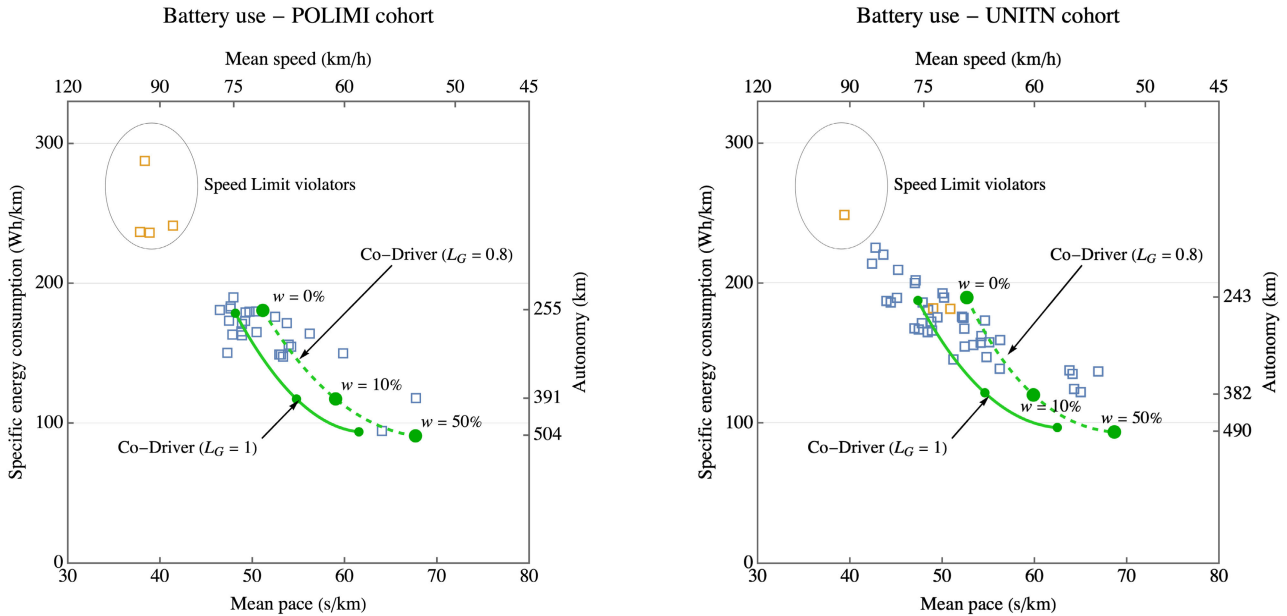 Battery use – POLIMI cohort
Mean speed (km/h)
120 90 75 60 50 45
300
200
100
0
Specific energy consumption (Wh/km)
Speed Limit violators
Co–Driver (L_G = 0.8)
w = 0%
w = 10%
w = 50%
Co–Driver (L_G = 1)
255
391
504
Autonomy (km)
30 40 50 60 70 80
Mean pace (s/km)
Battery use – UNITN cohort
Mean speed (km/h)
120 90 75 60 50 45
300
200
100
0
Specific energy consumption (Wh/km)
Speed Limit violators
Co–Driver (L_G = 0.8)
w = 0%
w = 10%
w = 50%
Co–Driver (L_G = 1)
243
382
490
Autonomy (km)
30 40 50 60 70 80
Mean pace (s/km)